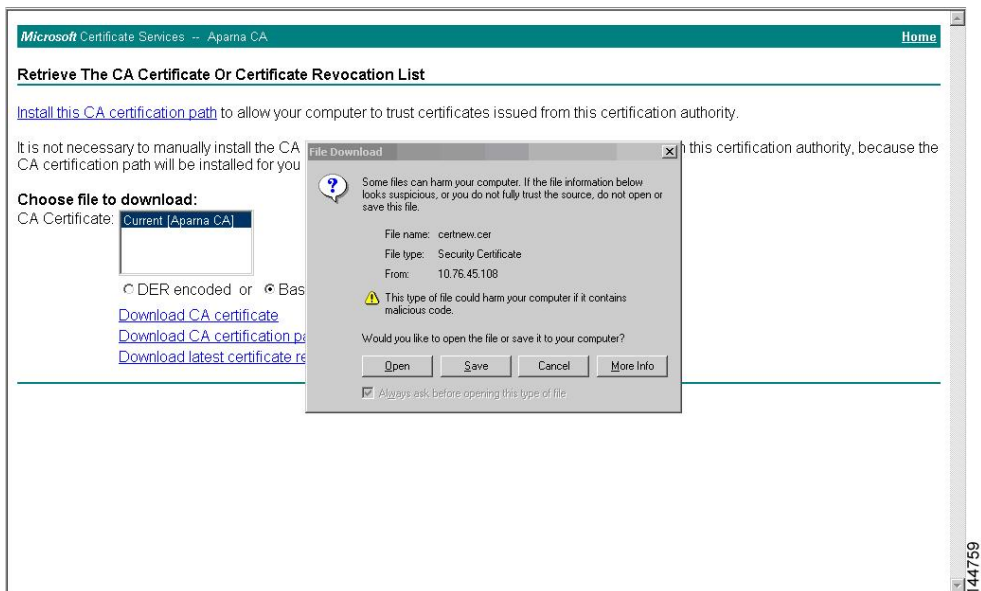 Microsoft Certificate Services -- Aparna CA Home
Retrieve The CA Certificate Or Certificate Revocation List
Install this CA certification path to allow your computer to trust certificates issued from this certification authority.
It is not necessary to manually install the CA this certification authority, because the
CA certification path will be installed for you
Choose file to download:
CA Certificate: Current [Aparna CA]
DER encoded or
Download CA certificate
Download CA certification
Download latest certificate
File Download
Some files can harm your computer. If the file information below
looks suspicious, or you do not fully trust the source, do not open or
save this file.
File name: certnew.cer
File type: Security Certificate
From: 10.76.45.108
This type of file could harm your computer if it contains
malicious code.
Would you like to open the file or save it to your computer?
Open Save Cancel More Info
Always ask before opening this type of file
144759